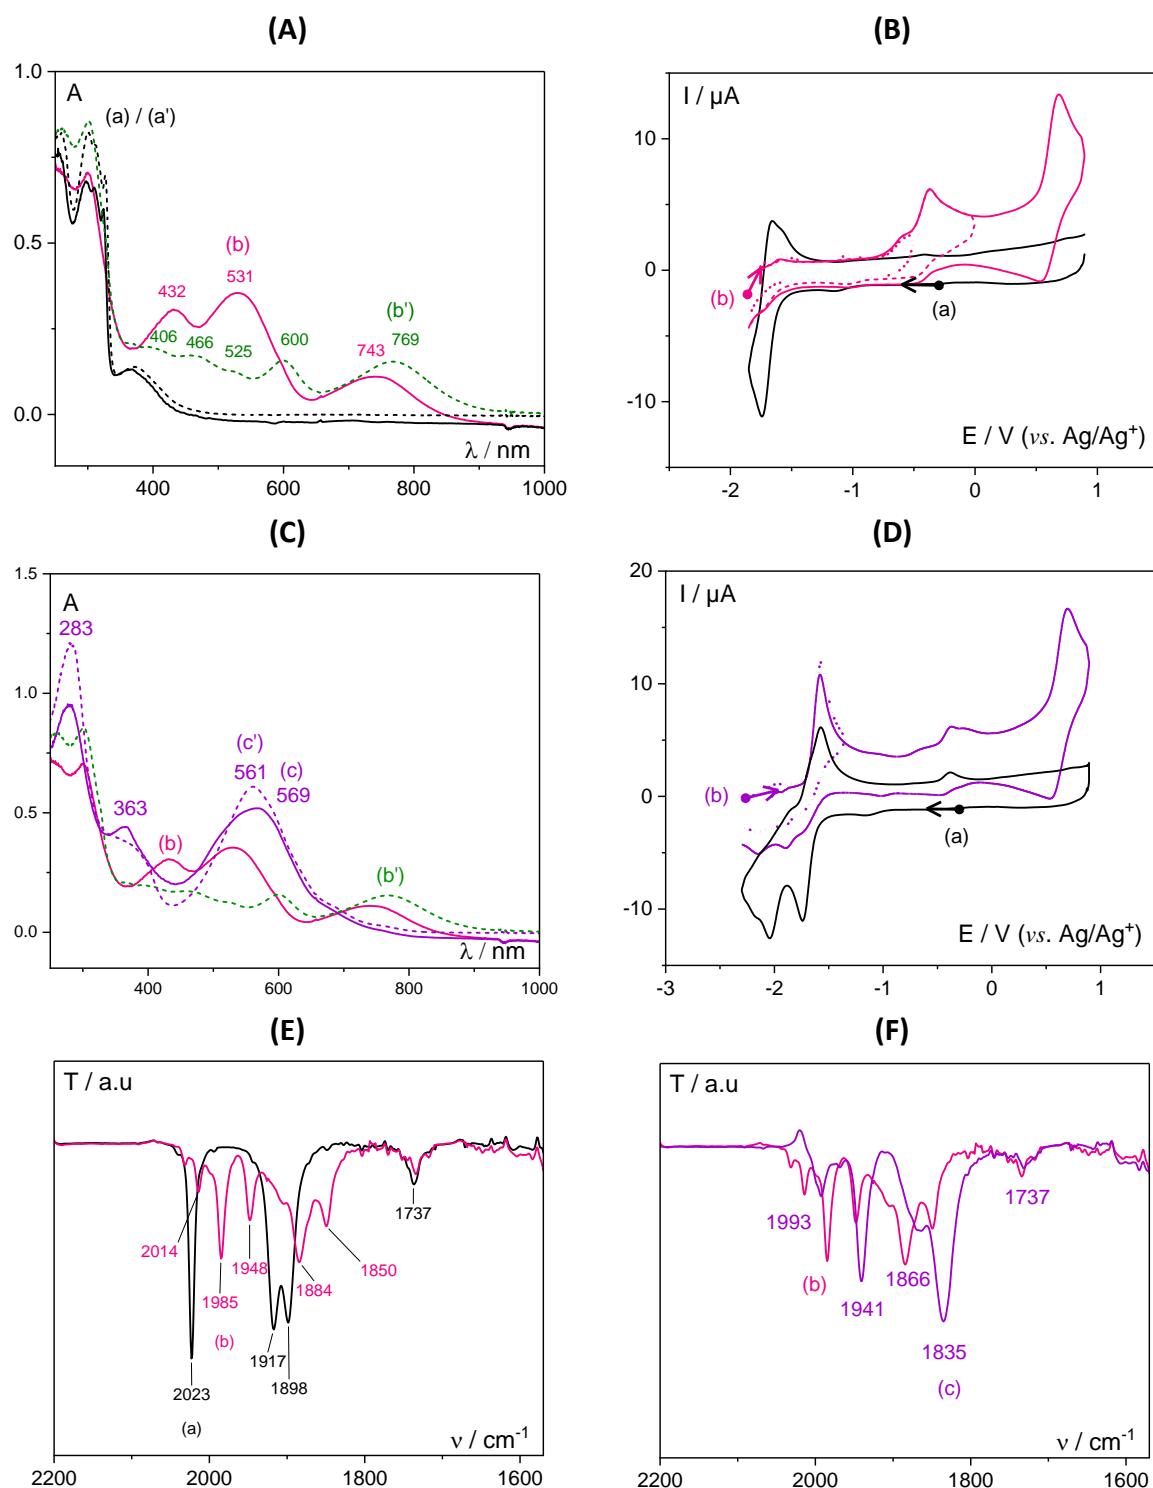 (A)
A
(a) / (a')
1.0
0.5
0.0
(b)
531
432
406
466
525
600
743
(b')
769
λ / nm
400
600
800
1000
(B)
I / µA
10
0
-10
(b)
(a)
E / V (vs. Ag/Ag+)
-2
-1
0
1
(C)
A
1.5
1.0
0.5
0.0
283
363
(c')
561
(c)
569
(b)
(b')
λ / nm
400
600
800
1000
(D)
I / µA
20
10
0
-10
(b)
(a)
E / V (vs. Ag/Ag+)
-3
-2
-1
0
1
(E)
T / a.u
2014
1985
1948
(b)
1884
1850
1737
1917
1898
2023
(a)
ν / cm-1
2200
2000
1800
1600
(F)
T / a.u
1993
(b)
1941
1866
1835
(c)
1737
ν / cm-1
2200
2000
1800
1600